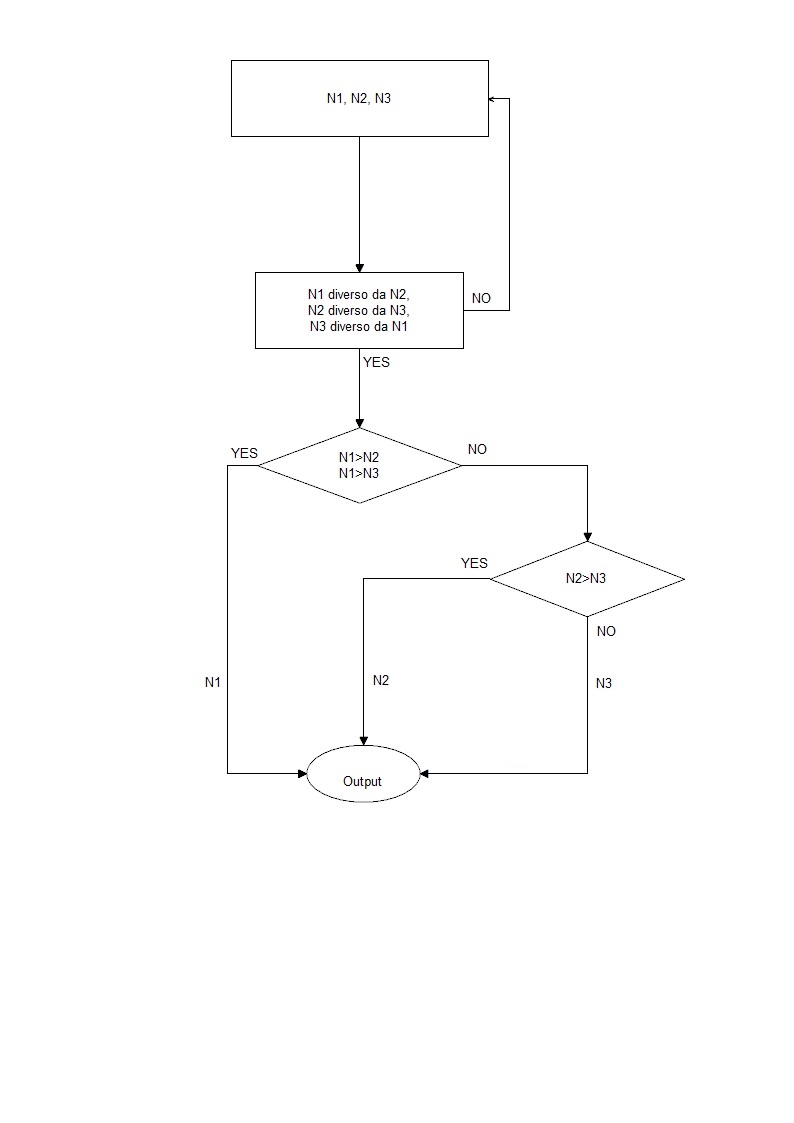 N1, N2, N3
N1 diverso da N2,
N2 diverso da N3,
N3 diverso da N1
NO
YES
YES
N1>N2
N1>N3
NO
YES
N2>N3
NO
N1
N2
N3
Output